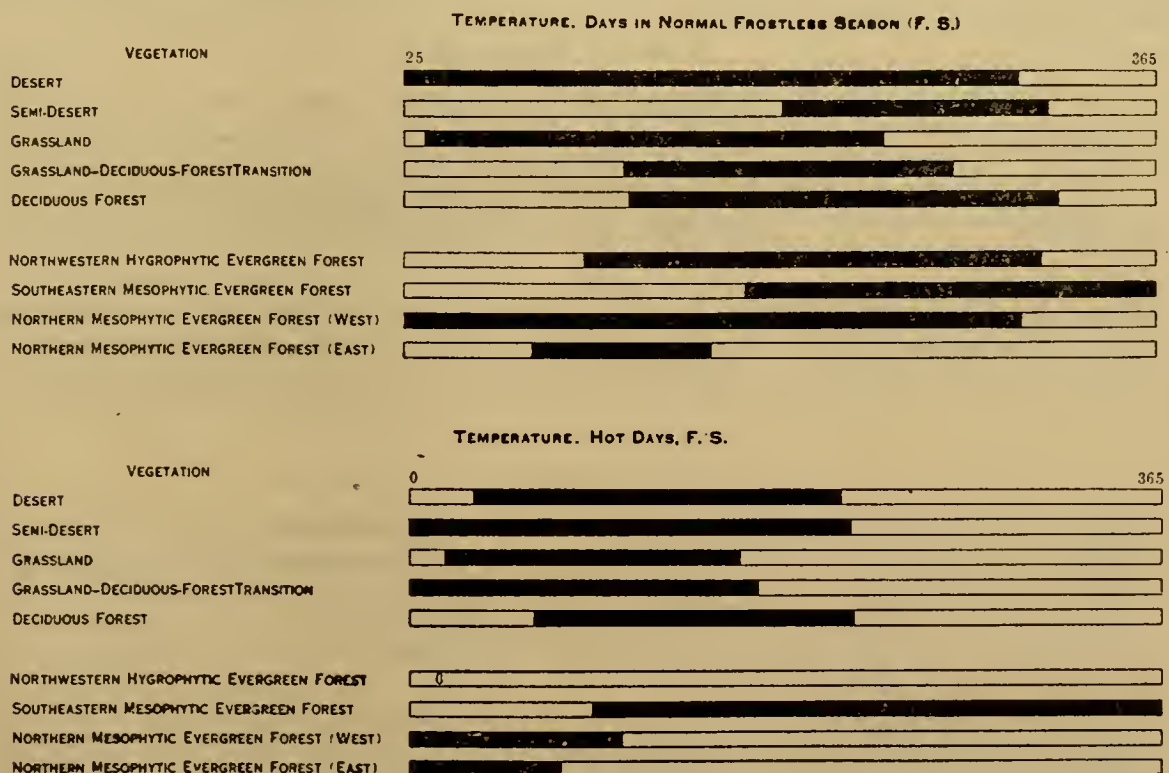 TEMPERATURE. DAYS IN NORMAL FROSTLESS SEASON (F. S.)
VEGETATION
25 365
DESERT
SEMI-DESERT
GRASSLAND
GRASSLAND-DECIDUOUS-FOREST TRANSITION
DECIDUOUS FOREST
NORTHWESTERN HYGROPHYTIC EVERGREEN FOREST
SOUTHEASTERN MESOPHYTIC EVERGREEN FOREST
NORTHERN MESOPHYTIC EVERGREEN FOREST (WEST)
NORTHERN MESOPHYTIC EVERGREEN FOREST (EAST)
TEMPERATURE. HOT DAYS, F. S.
VEGETATION
0 365
DESERT
SEMI-DESERT
GRASSLAND
GRASSLAND-DECIDUOUS-FOREST TRANSITION
DECIDUOUS FOREST
NORTHWESTERN HYGROPHYTIC EVERGREEN FOREST 0
SOUTHEASTERN MESOPHYTIC EVERGREEN FOREST
NORTHERN MESOPHYTIC EVERGREEN FOREST (WEST)
NORTHERN MESOPHYTIC EVERGREEN FOREST (EAST)